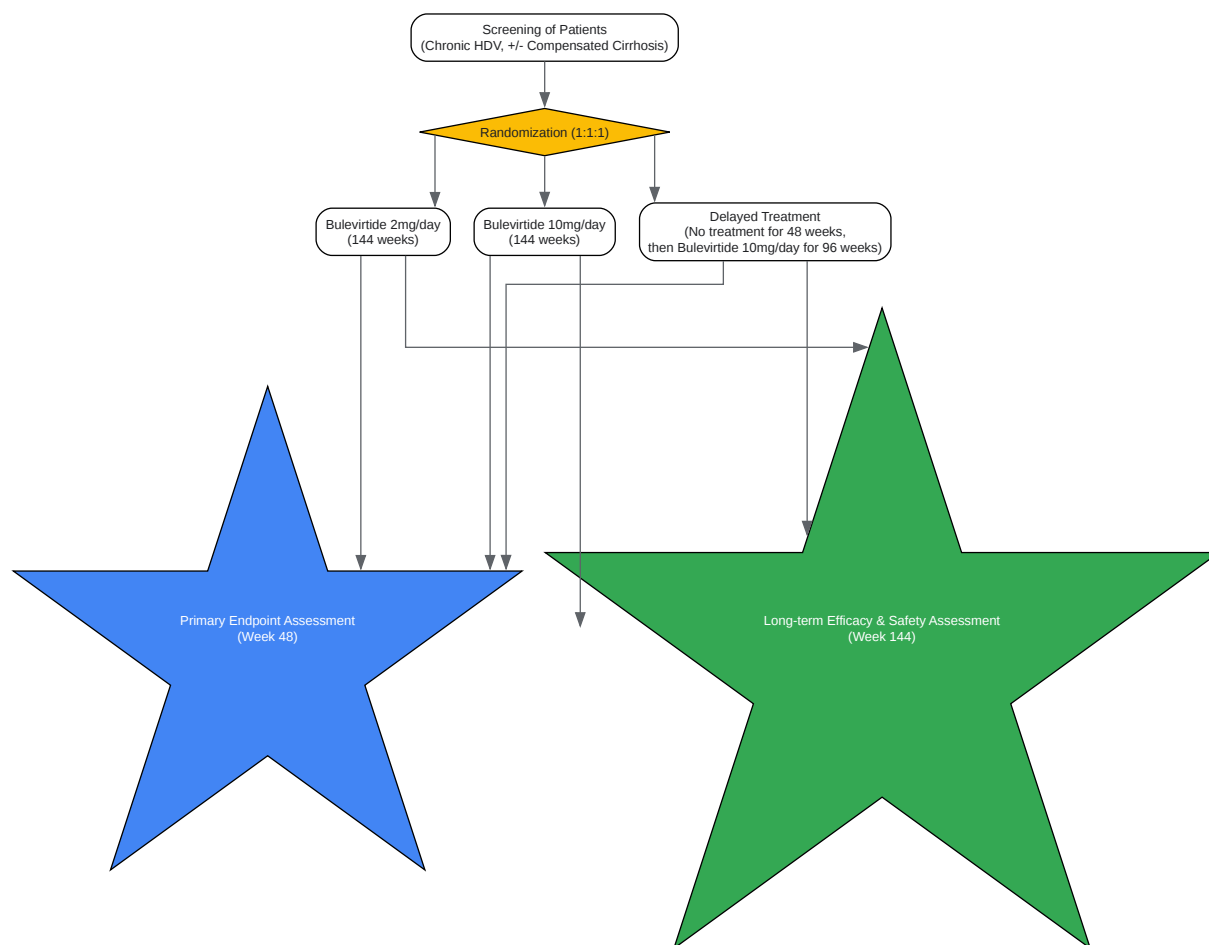 Screening of Patients
(Chronic HDV, +/- Compensated Cirrhosis)
Randomization (1:1:1)
Bulevirtide 2mg/day
(144 weeks)
Bulevirtide 10mg/day
(144 weeks)
Delayed Treatment
(No treatment for 48 weeks,
then Bulevirtide 10mg/day for 96 weeks)
Primary Endpoint Assessment
(Week 48)
Long-term Efficacy & Safety Assessment
(Week 144)